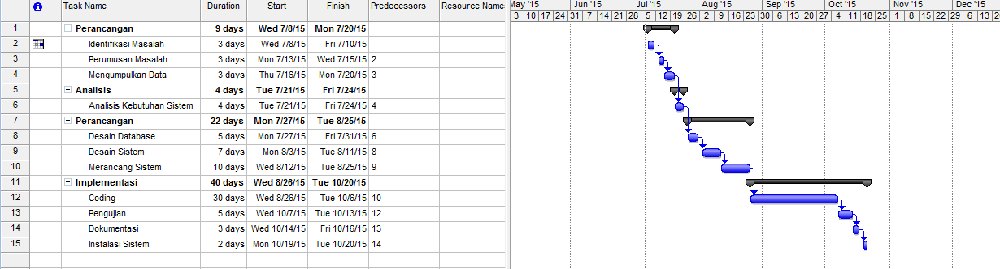 Task Name Duration Start Finish Predecessors Resource Names May '15 Jun '15 Jul '15 Aug '15 Sep '15 Oct '15 Nov '15 Dec '15
3 10 17 24 31 7 14 21 28 5 12 19 26 2 9 16 23 30 6 13 20 27 4 11 18 25 1 8 15 22 29 6 13 20
1 Perancangan 9 days Wed 7/8/15 Mon 7/20/15
2 Identifikasi Masalah 3 days Wed 7/8/15 Fri 7/10/15
3 Perumusan Masalah 3 days Mon 7/13/15 Wed 7/15/15 2
4 Mengumpulkan Data 3 days Thu 7/16/15 Mon 7/20/15 3
5 Analisis 4 days Tue 7/21/15 Fri 7/24/15
6 Analisis Kebutuhan Sistem 4 days Tue 7/21/15 Fri 7/24/15 4
7 Perancangan 22 days Mon 7/27/15 Tue 8/25/15
8 Desain Database 5 days Mon 7/27/15 Fri 7/31/15 6
9 Desain Sistem 7 days Mon 8/3/15 Tue 8/11/15 8
10 Merancang Sistem 10 days Wed 8/12/15 Tue 8/25/15 9
11 Implementasi 40 days Wed 8/26/15 Tue 10/20/15
12 Coding 30 days Wed 8/26/15 Tue 10/6/15 10
13 Pengujian 5 days Wed 10/7/15 Tue 10/13/15 12
14 Dokumentasi 3 days Wed 10/14/15 Fri 10/16/15 13
15 Instalasi Sistem 2 days Mon 10/19/15 Tue 10/20/15 14